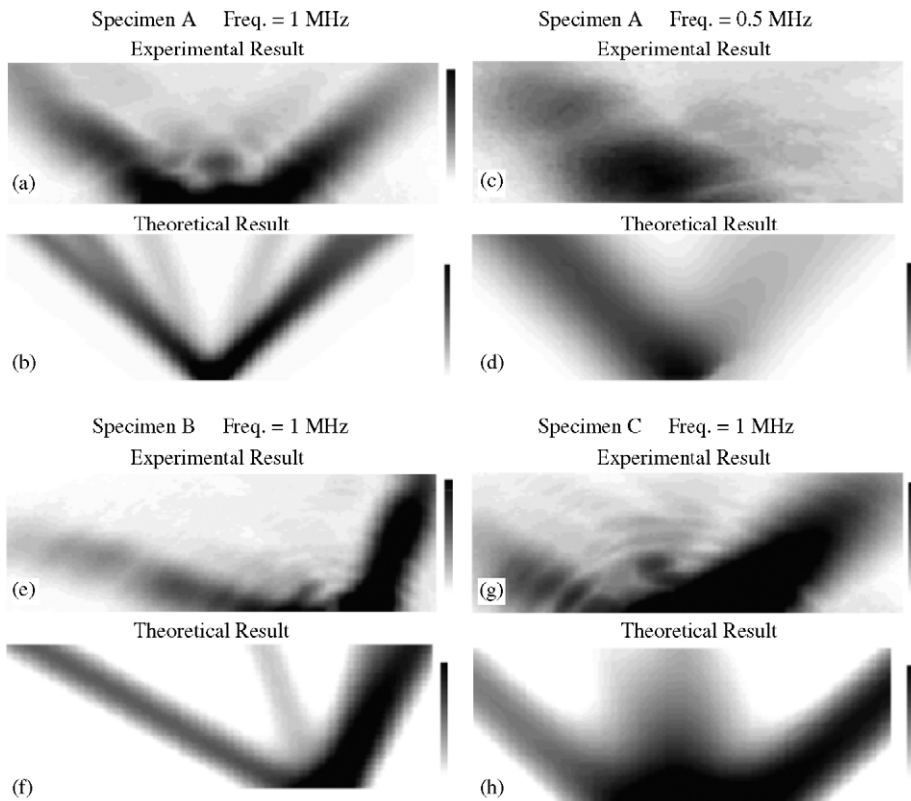 Specimen A Freq. = 1 MHz
Experimental Result
(a)
Theoretical Result
(b)
Specimen A Freq. = 0.5 MHz
Experimental Result
(c)
Theoretical Result
(d)
Specimen B Freq. = 1 MHz
Experimental Result
(e)
Theoretical Result
(f)
Specimen C Freq. = 1 MHz
Experimental Result
(g)
Theoretical Result
(h)